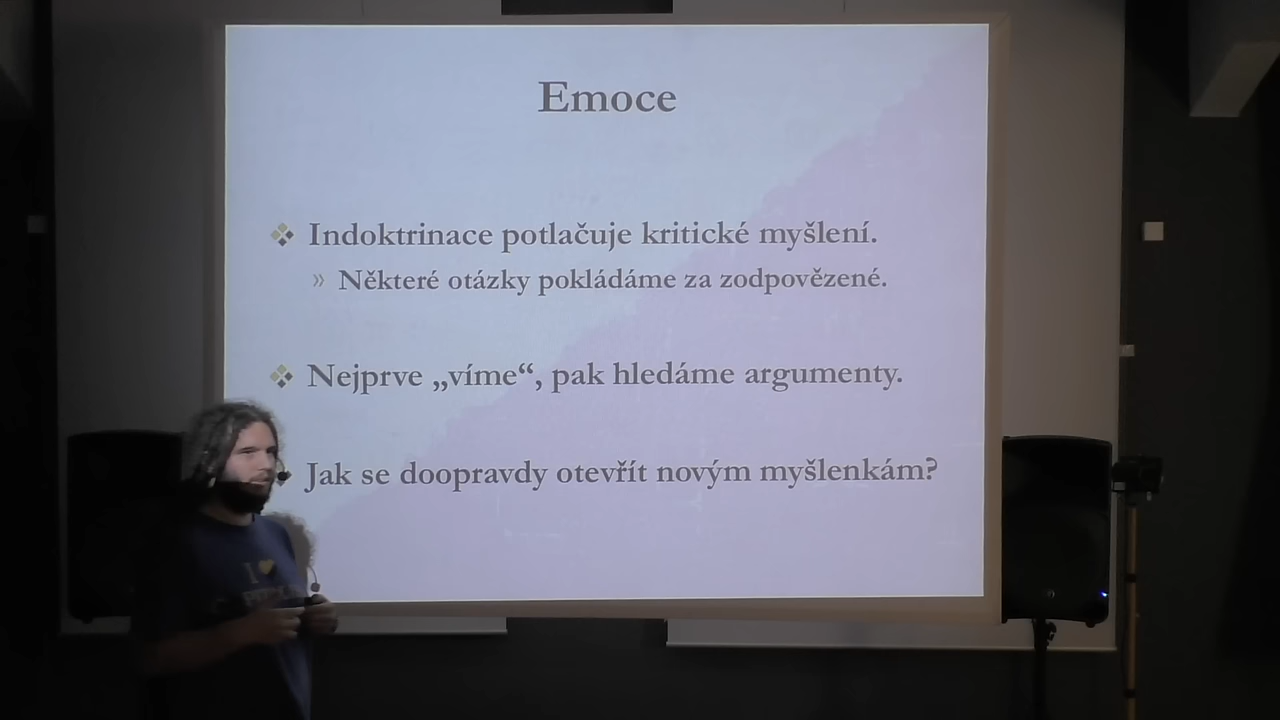 Emoce
Indoktrinace potlačuje kritické myšlení.
» Některé otázky pokládáme za zodpovězené.
Nejprve „víme“, pak hledáme argumenty.
Jak se doopravdy otevřít novým myšlenkám?
I